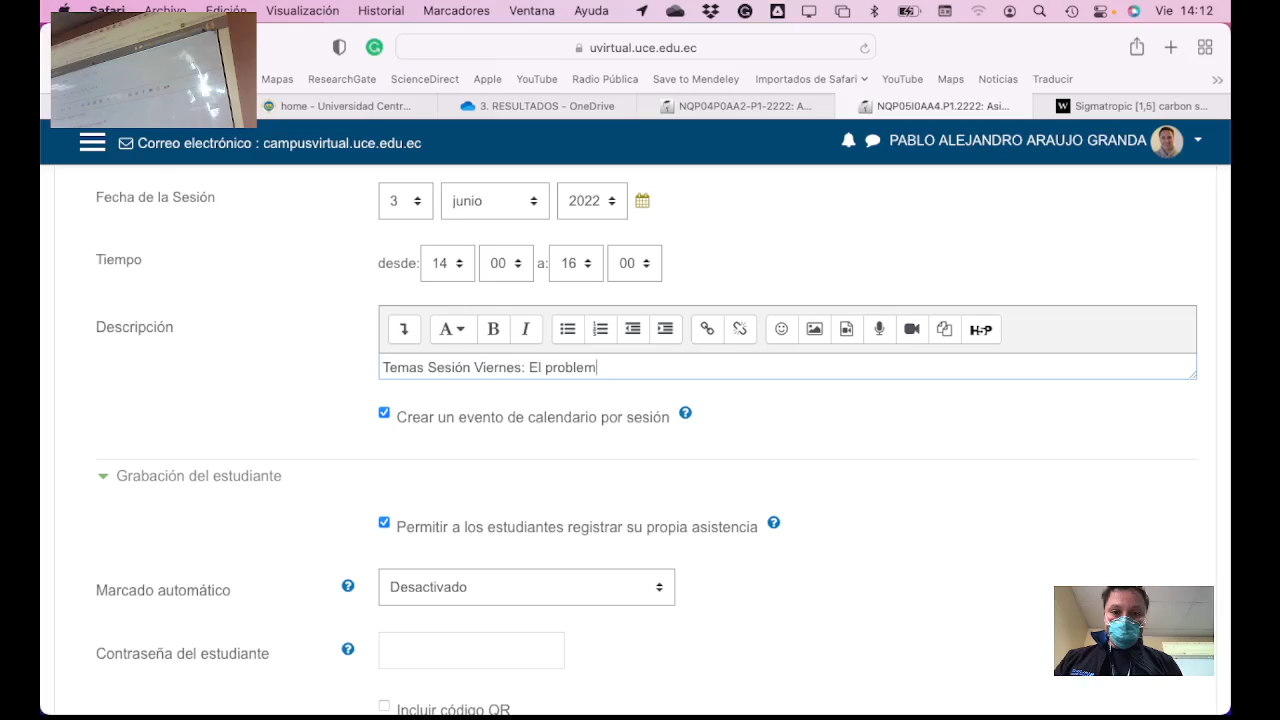 Safari Archivo Edición Visualización Historial Marcadores Ventana Ayuda Vie 14:12
uvirtual.uce.edu.ec
Mapas ResearchGate ScienceDirect Apple YouTube Radio Pública Save to Mendeley Importados de Safari YouTube Maps Noticias Traducir
home - Universidad Centr... 3. RESULTADOS - OneDrive NQP04P0AA2-P1-2222: A... NQP05I0AA4.P1.2222: Asi... W Sigmatropic [1,5] carbon s...
Correo electrónico : campusvirtual.uce.edu.ec PABLO ALEJANDRO ARAUJO GRANDA
Fecha de la Sesión 3 junio 2022
Tiempo desde: 14 00 a: 16 00
Descripción A B I H5P
Temas Sesión Viernes: El problem
Crear un evento de calendario por sesión ?
Grabación del estudiante
Permitir a los estudiantes registrar su propia asistencia ?
Marcado automático ? Desactivado
Contraseña del estudiante ?
Incluir código QR